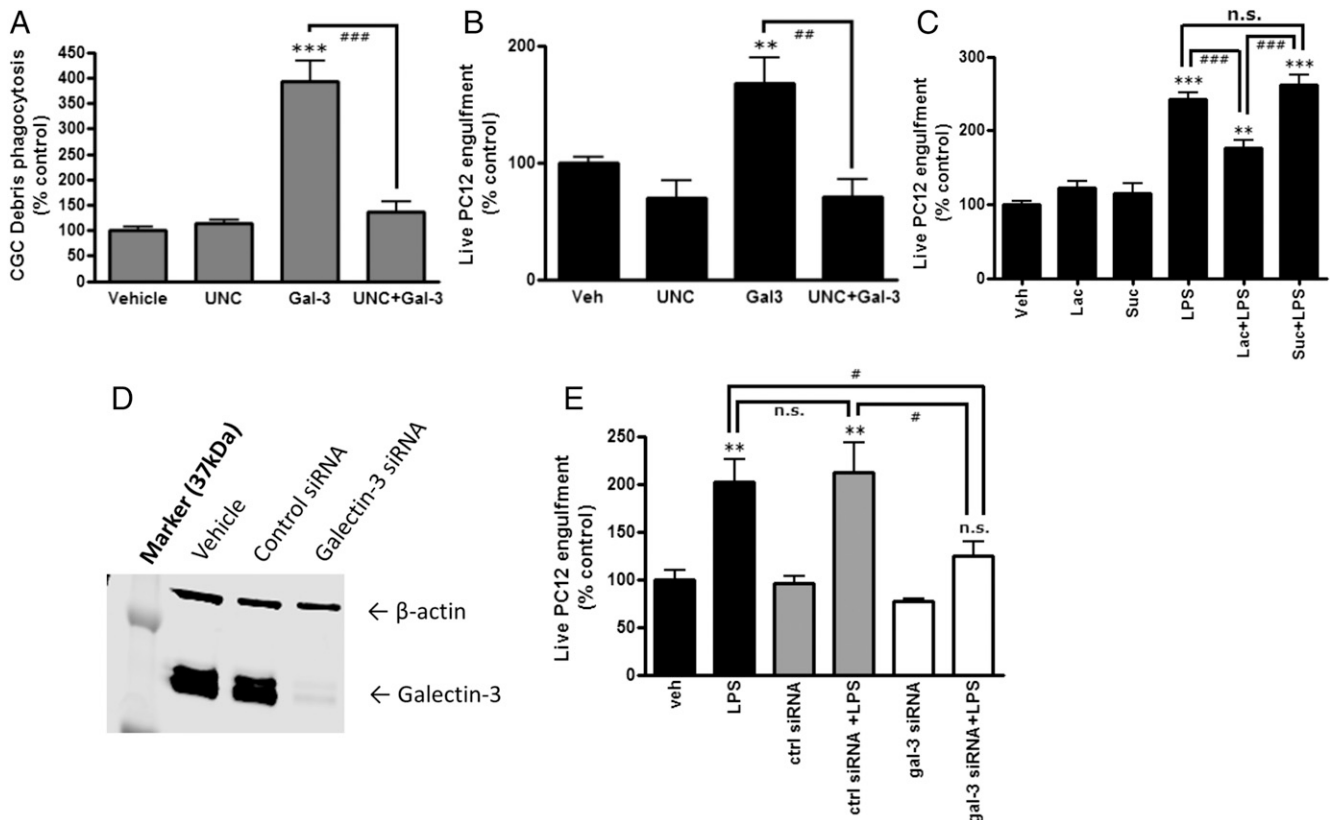 A
CGC Debris phagocytosis
(% control)
450
400
350
300
250
200
150
100
50
0
***
###
Vehicle UNC Gal-3 UNC+Gal-3
B
Live PC12 engulfment
(% control)
200
100
0
**
##
Veh UNC Gal3 UNC+Gal-3
C
Live PC12 engulfment
(% control)
300
200
100
0
n.s.
###
###
***
**
***
Veh
Lac
Suc
LPS
Lac+LPS
Suc+LPS
D
Marker (37kDa)
Vehicle
Control siRNA
Galectin-3 siRNA
← β-actin
← Galectin-3
E
Live PC12 engulfment
(% control)
250
200
150
100
50
0
#
n.s.
#
**
**
n.s.
veh
LPS
ctrl siRNA
ctrl siRNA +LPS
gal-3 siRNA
gal-3 siRNA+LPS